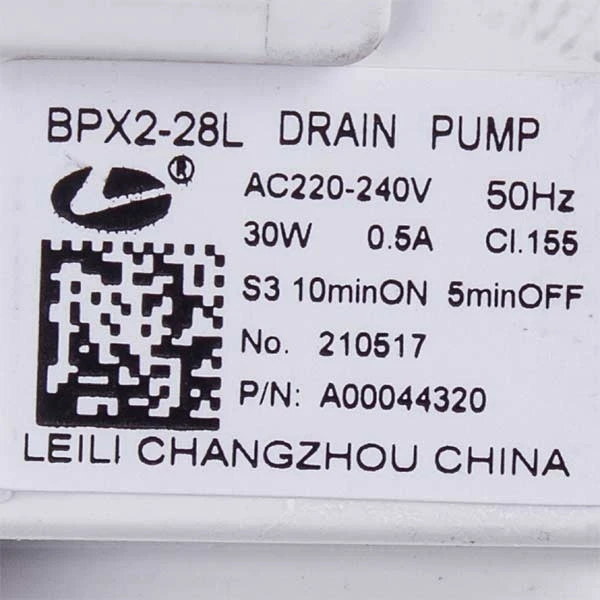 BPX2-28L DRAIN PUMP
®
AC220-240V 50Hz
30W 0.5A Cl.155
S3 10minON 5minOFF
No. 210517
P/N: A00044320
LEILI CHANGZHOU CHINA